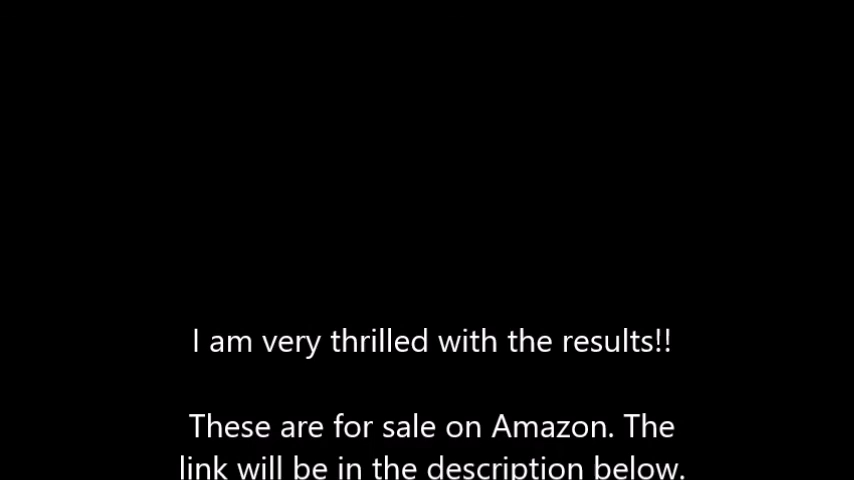 I am very thrilled with the results!!
These are for sale on Amazon. The
link will be in the description below.